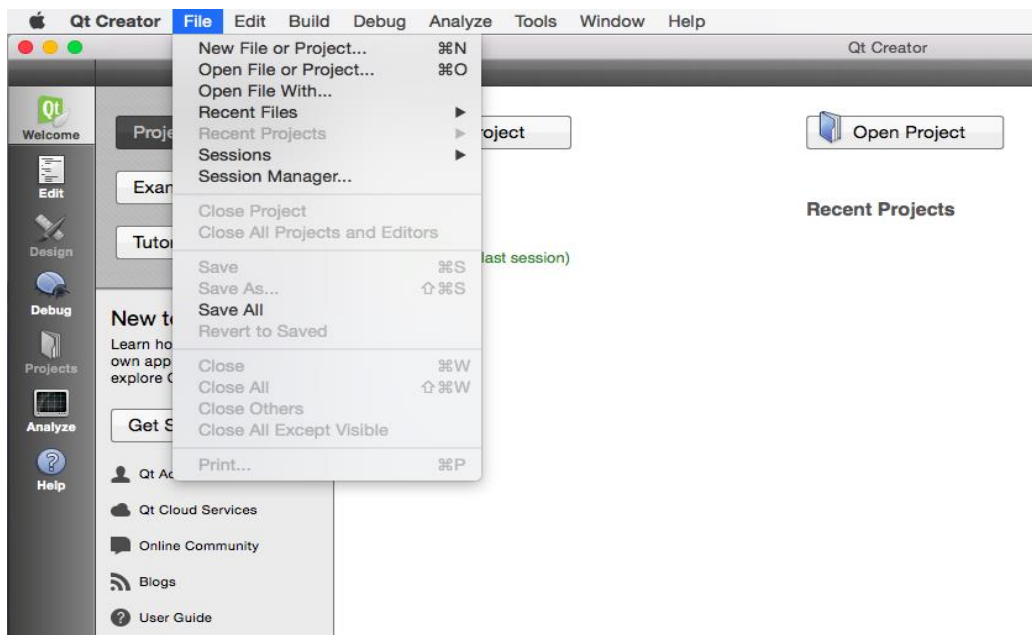 Qt Creator File Edit Build Debug Analyze Tools Window Help
Qt Creator
New File or Project... ⌘N
Open File or Project... ⌘O
Open File With...
Recent Files ▶
Recent Projects ▶
Sessions ▶
Session Manager...
Close Project
Close All Projects and Editors
Save ⌘S
Save As... ⇧⌘S
Save All
Revert to Saved
Close ⌘W
Close All ⇧⌘W
Close Others
Close All Except Visible
Print... ⌘P
Qt
Welcome
Edit
Design
Debug
Projects
Analyze
Help
Proje
Exam
Tutor
New to
Learn ho
own app
explore
Get S
Qt Ac
Qt Cloud Services
Online Community
Blogs
User Guide
roject
last session)
Open Project
Recent Projects